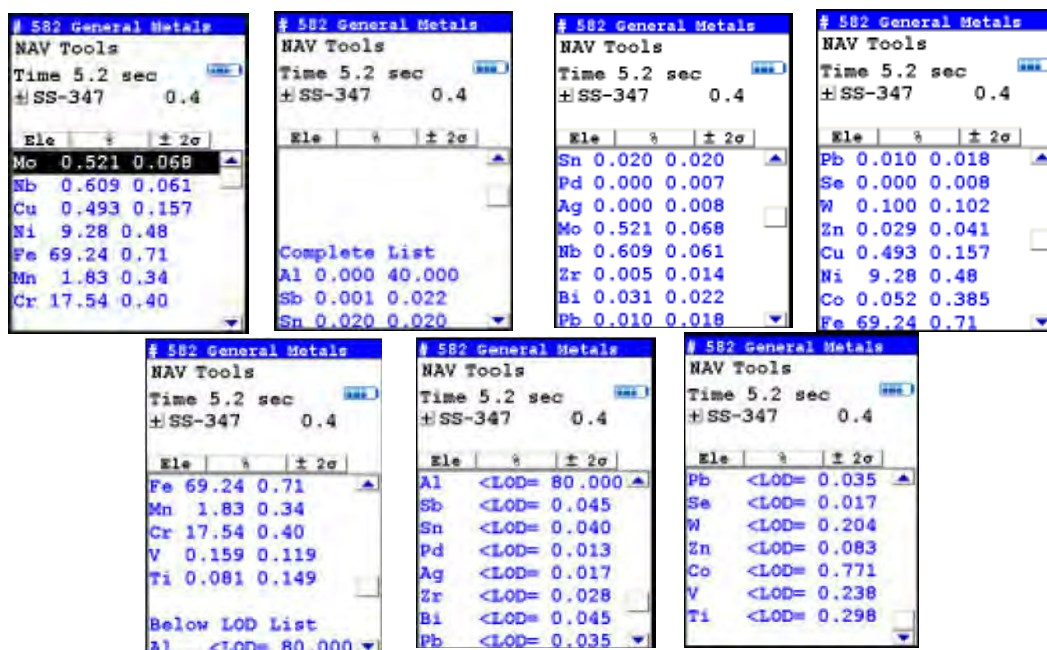 # 582 General Metals
NAV Tools
Time 5.2 sec
± SS-347 0.4
Ele % ± 2σ
Mo 0.521 0.068
Nb 0.609 0.061
Cu 0.493 0.157
Ni 9.28 0.48
Fe 69.24 0.71
Mn 1.83 0.34
Cr 17.54 0.40
# 582 General Metals
NAV Tools
Time 5.2 sec
± SS-347 0.4
Ele % ± 2σ
Complete List
Al 0.000 40.000
Sb 0.001 0.022
Sn 0.020 0.020
# 582 General Metals
NAV Tools
Time 5.2 sec
± SS-347 0.4
Ele % ± 2σ
Sn 0.020 0.020
Pd 0.000 0.007
Ag 0.000 0.008
Mo 0.521 0.068
Nb 0.609 0.061
Zr 0.005 0.014
Bi 0.031 0.022
Pb 0.010 0.018
# 582 General Metals
NAV Tools
Time 5.2 sec
± SS-347 0.4
Ele % ± 2σ
Pb 0.010 0.018
Se 0.000 0.008
W 0.100 0.102
Zn 0.029 0.041
Cu 0.493 0.157
Ni 9.28 0.48
Co 0.052 0.385
Fe 69.24 0.71
# 582 General Metals
NAV Tools
Time 5.2 sec
± SS-347 0.4
Ele % ± 2σ
Fe 69.24 0.71
Mn 1.83 0.34
Cr 17.54 0.40
V 0.159 0.119
Ti 0.081 0.149
Below LOD List
Al <LOD= 80.000
# 582 General Metals
NAV Tools
Time 5.2 sec
± SS-347 0.4
Ele % ± 2σ
Al <LOD= 80.000
Sb <LOD= 0.045
Sn <LOD= 0.040
Pd <LOD= 0.013
Ag <LOD= 0.017
Zr <LOD= 0.028
Bi <LOD= 0.045
Pb <LOD= 0.035
# 582 General Metals
NAV Tools
Time 5.2 sec
± SS-347 0.4
Ele % ± 2σ
Pb <LOD= 0.035
Se <LOD= 0.017
W <LOD= 0.204
Zn <LOD= 0.083
Co <LOD= 0.771
V <LOD= 0.238
Ti <LOD= 0.298